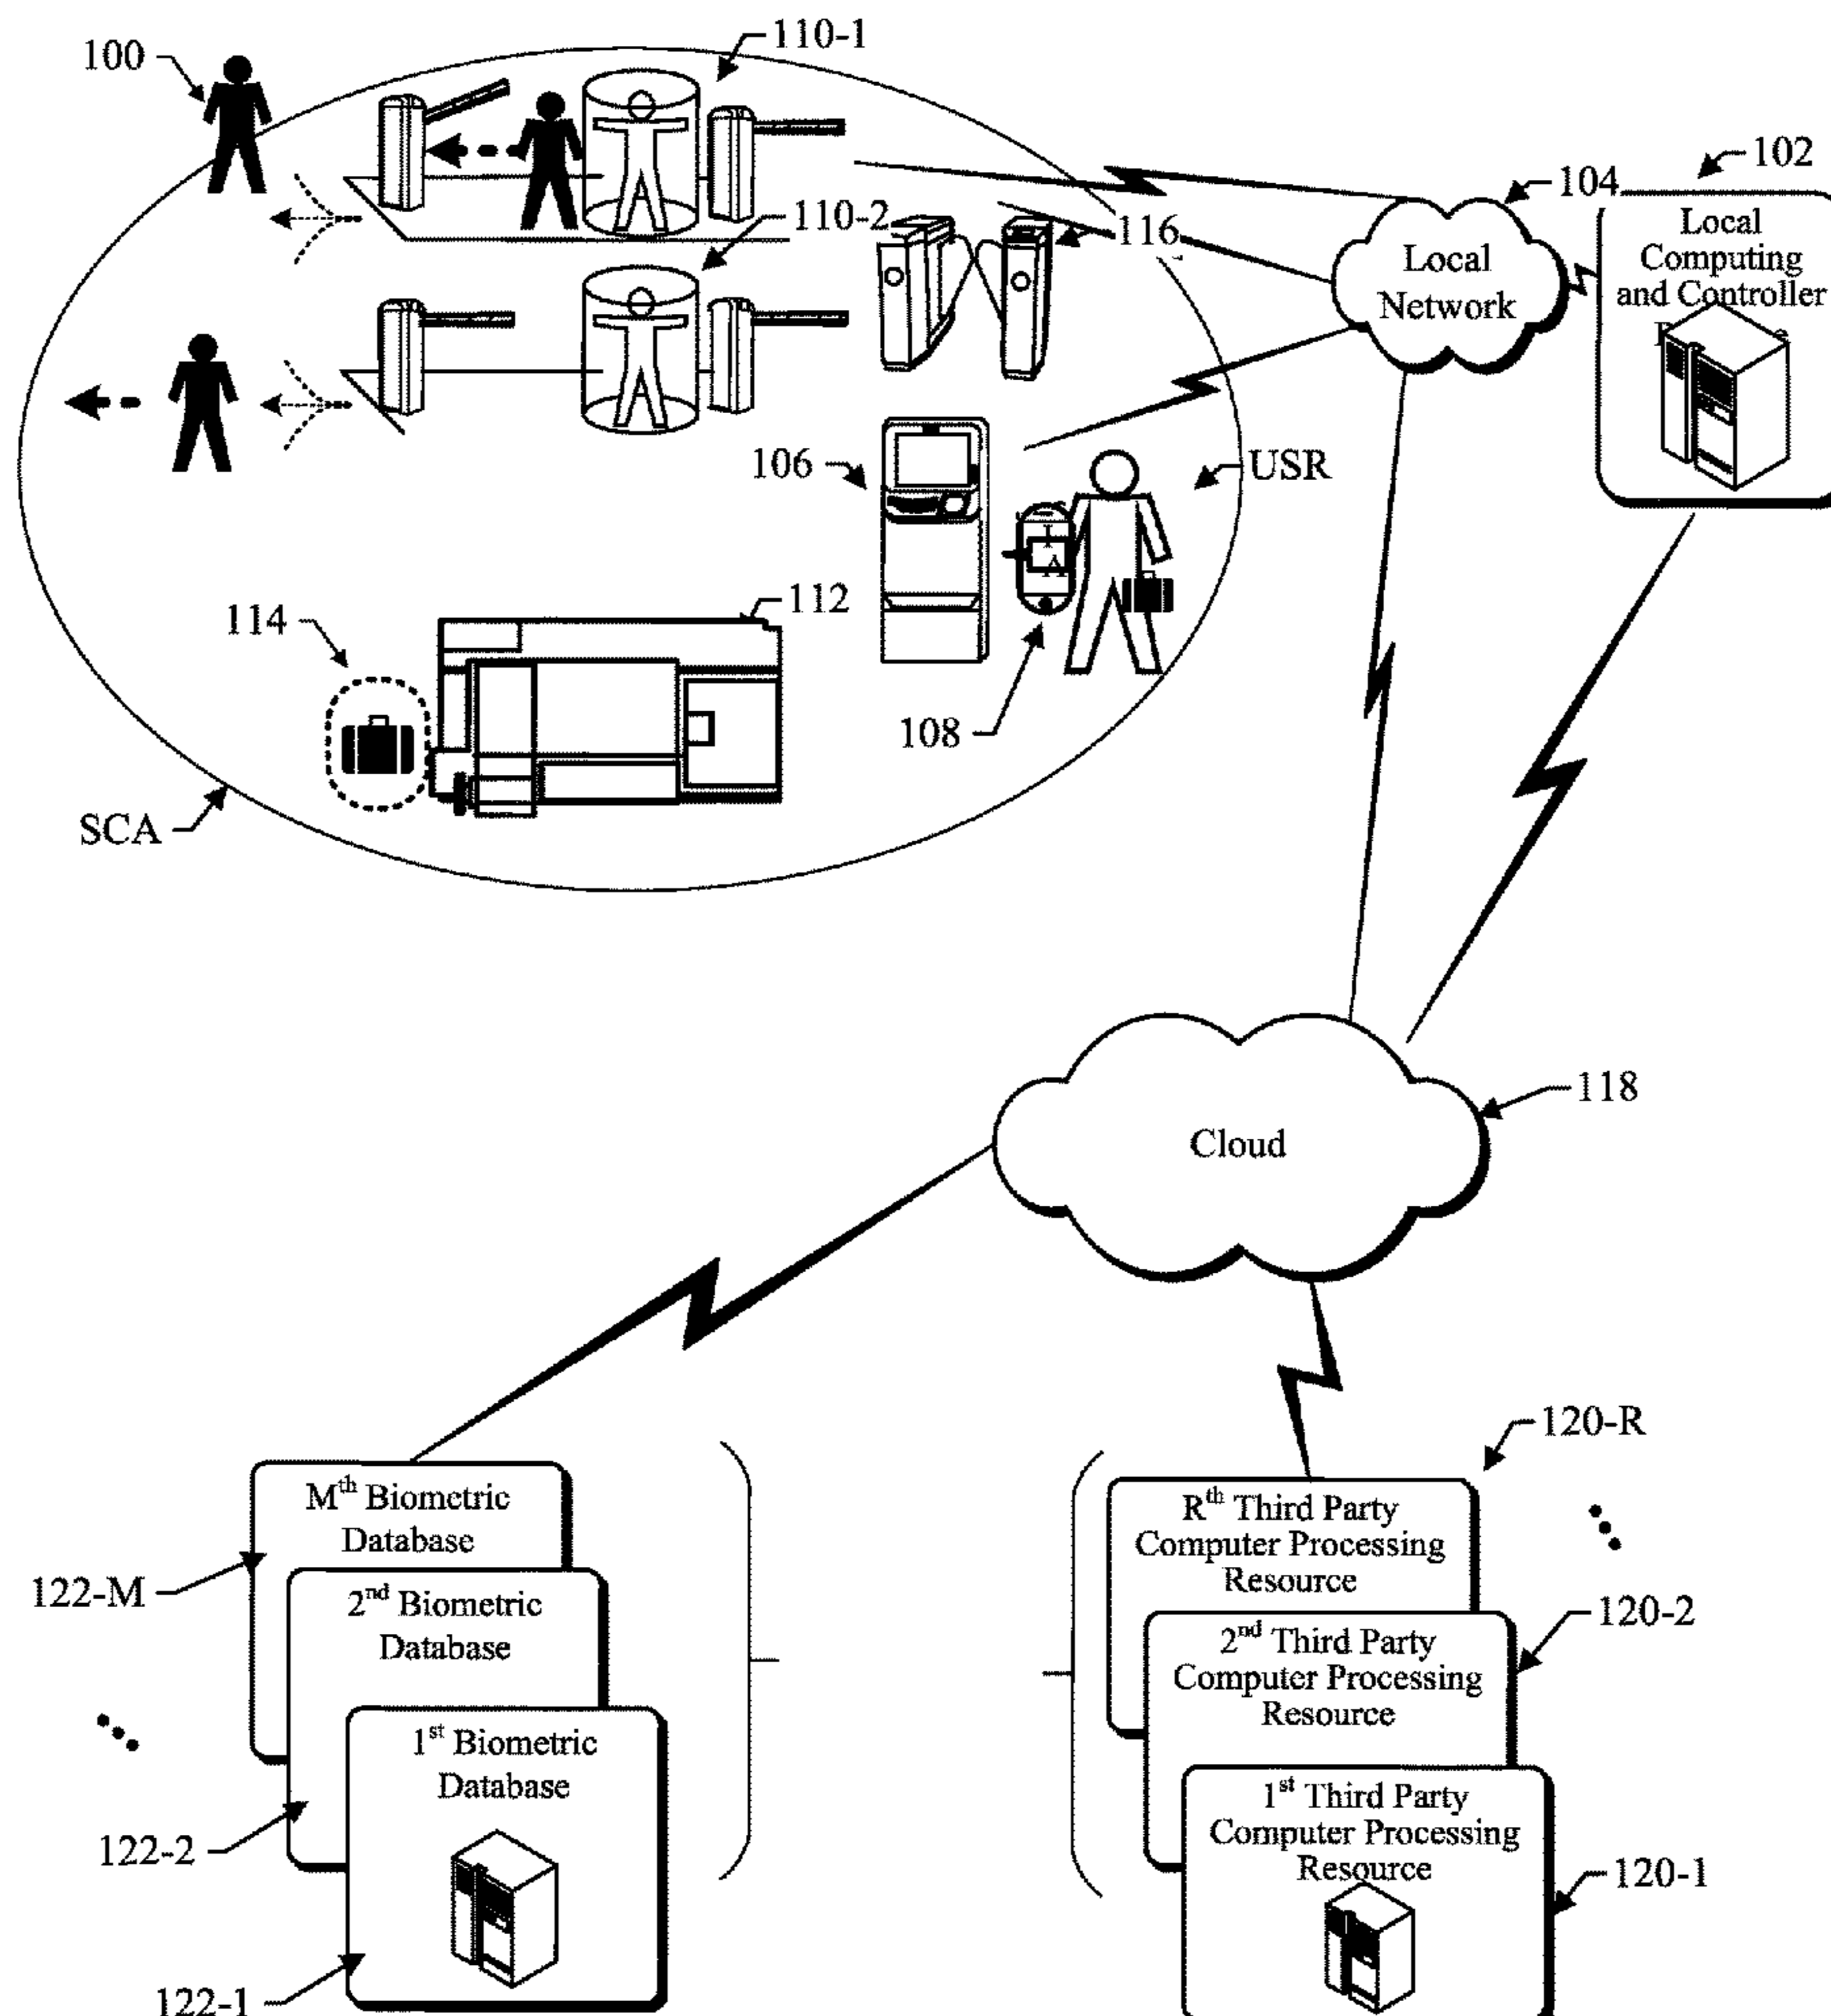 100
110-1
102
104
Local
Computing
and Controller
Local
Network
110-2
116
106
USR
112
114
108
SCA
118
Cloud
120-R
Mth Biometric
Database
Rth Third Party
Computer Processing
Resource
122-M
2nd Biometric
Database
120-2
2nd Third Party
Computer Processing
Resource
1st Biometric
Database
1st Third Party
Computer Processing
Resource
122-2
120-1
122-1